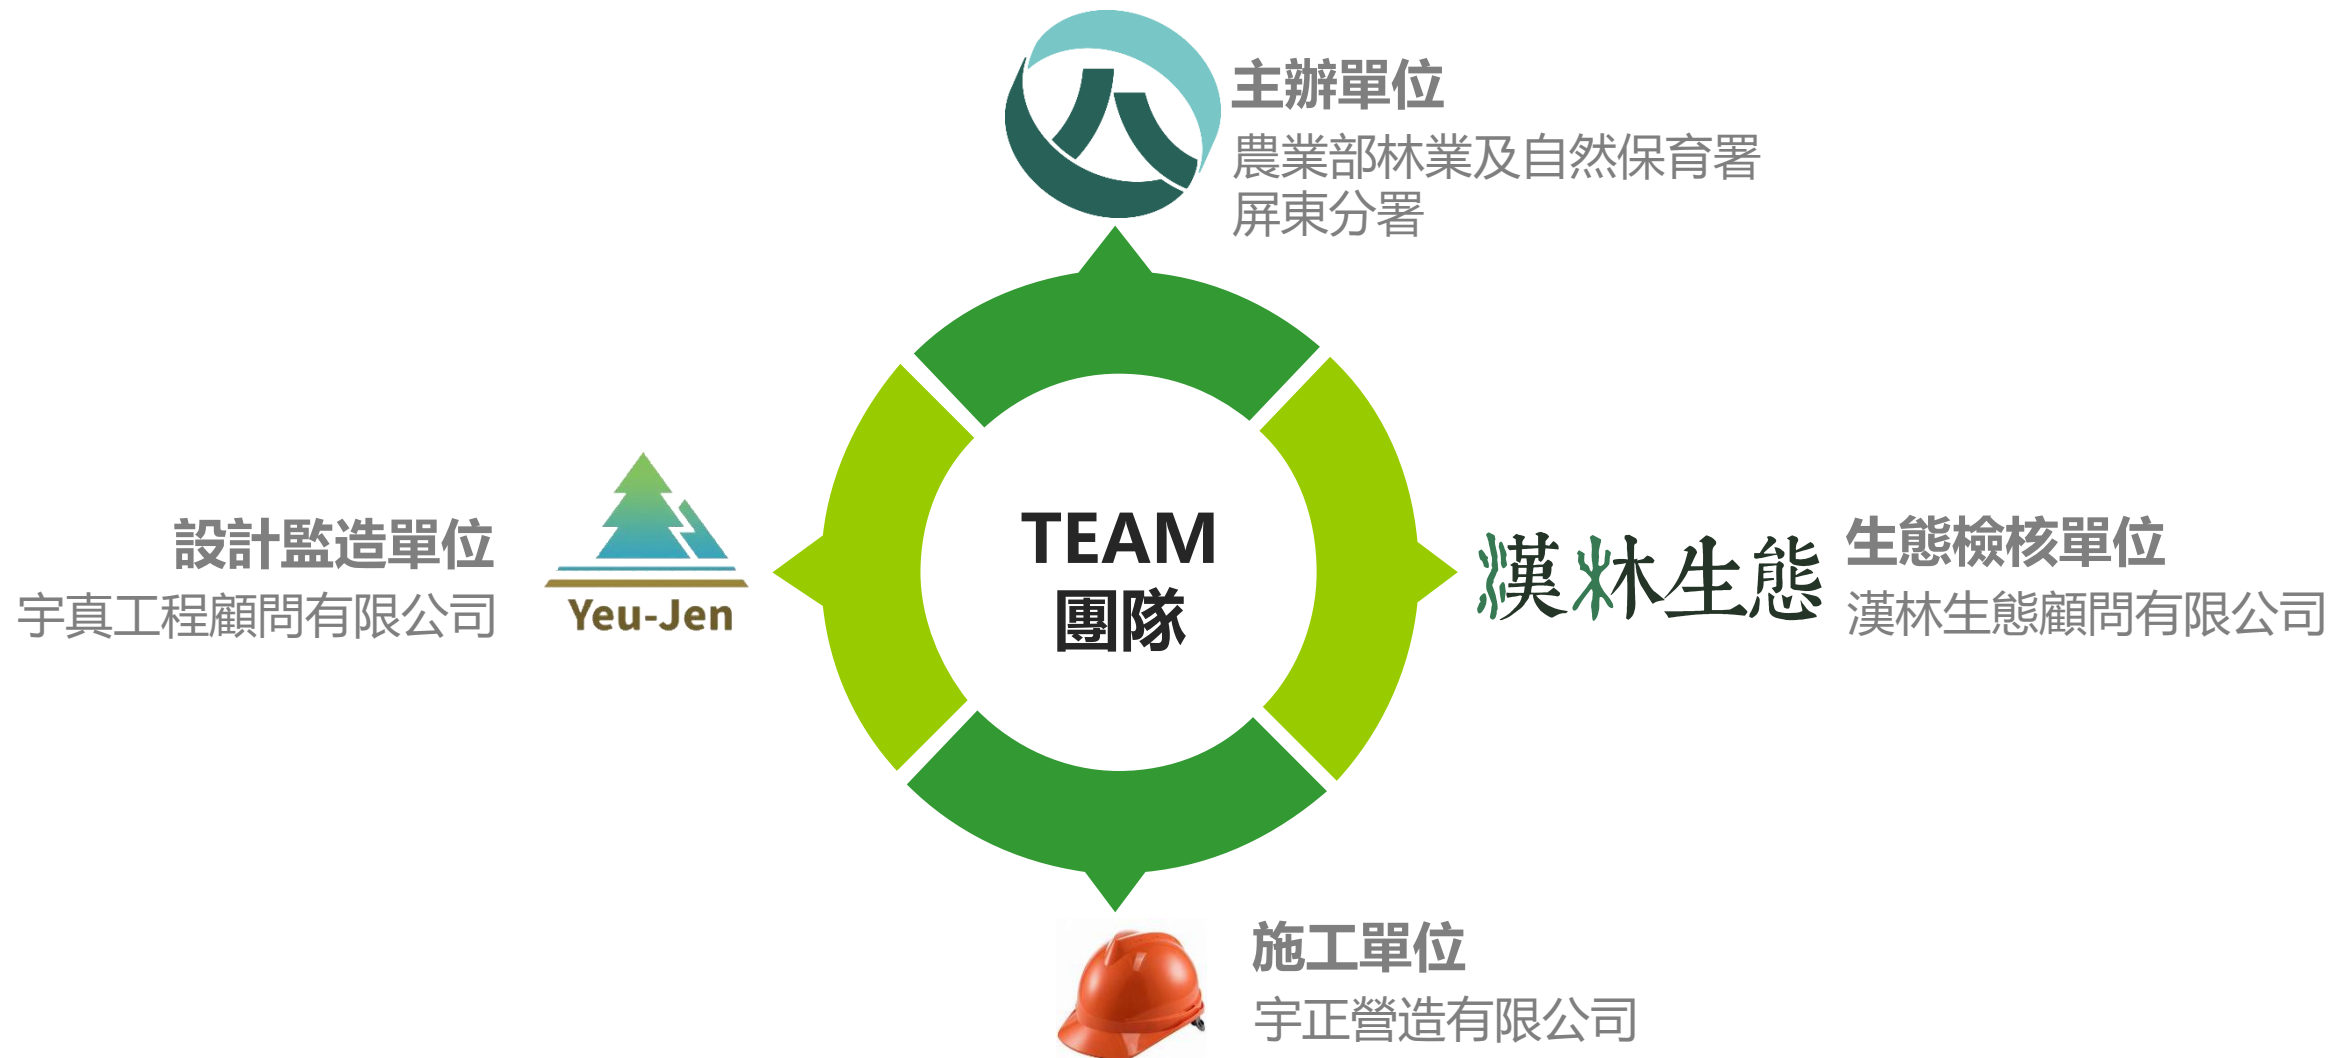 主辦單位
農業部林業及自然保育署
屏東分署
設計監造單位
宇真工程顧問有限公司
Yeu-Jen
TEAM
團隊
漢林生態
生態檢核單位
漢林生態顧問有限公司
施工單位
宇正營造有限公司